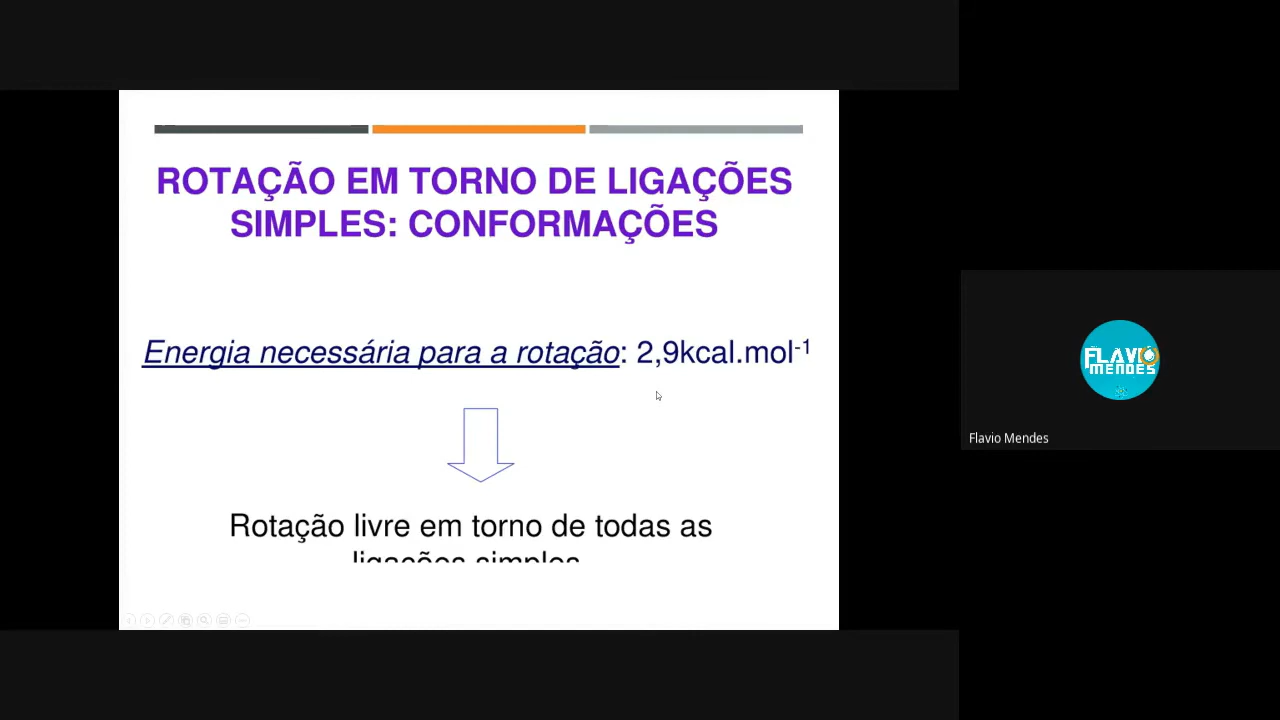 ROTAÇÃO EM TORNO DE LIGAÇÕES
SIMPLES: CONFORMAÇÕES
Energia necessária para a rotação: 2,9kcal.mol⁻¹
Rotação livre em torno de todas as
ligações simples
FLAVIO
MENDES
Flavio Mendes